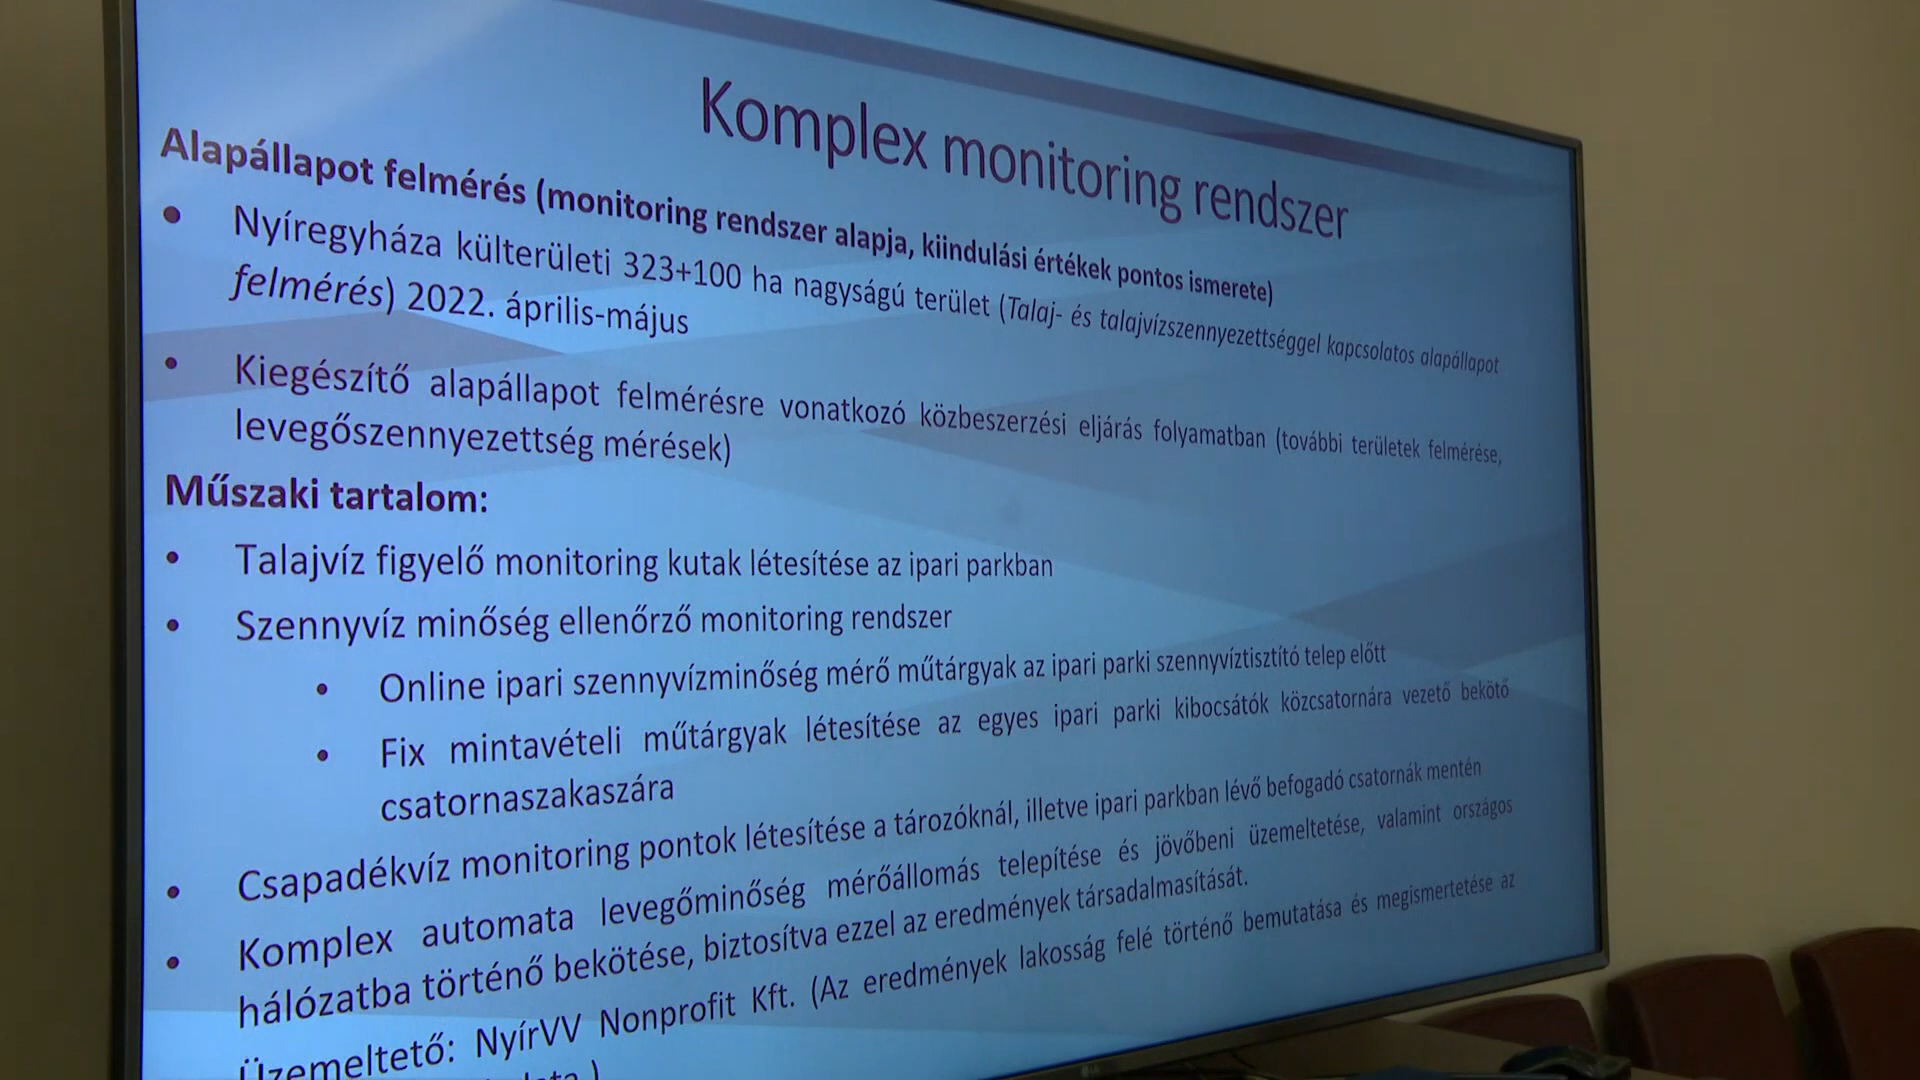 Komplex monitoring rendszer
Alapállapot felmérés (monitoring rendszer alapja, kiindulási értékek pontos ismerete)
• Nyíregyháza külterületi 323+100 ha nagyságú terület (Talaj- és talajvízszennyezettséggel kapcsolatos alapállapot
felmérés) 2022. április-május
• Kiegészítő alapállapot felmérésre vonatkozó közbeszerzési eljárás folyamatban (további területek felmérése,
levegőszennyezettség mérések)
Műszaki tartalom:
• Talajvíz figyelő monitoring kutak létesítése az ipari parkban
• Szennyvíz minőség ellenőrző monitoring rendszer
• Online ipari szennyvízminőség mérő műtárgyak az ipari parki szennyvíztisztító telep előtt
• Fix mintavételi műtárgyak létesítése az egyes ipari parki kibocsátók közcsatornára vezető bekötő
csatornaszakaszára
• Csapadékvíz monitoring pontok létesítése a tározóknál, illetve ipari parkban lévő befogadó csatornák mentén
• Komplex automata levegőminőség mérőállomás telepítése és jövőbeni üzemeltetése, valamint országos
hálózatba történő bekötése, biztosítva ezzel az eredmények társadalmasítását.
Üzemeltető: NyírVV Nonprofit Kft. (Az eredmények lakosság felé történő bemutatása és megismertetése az
LG